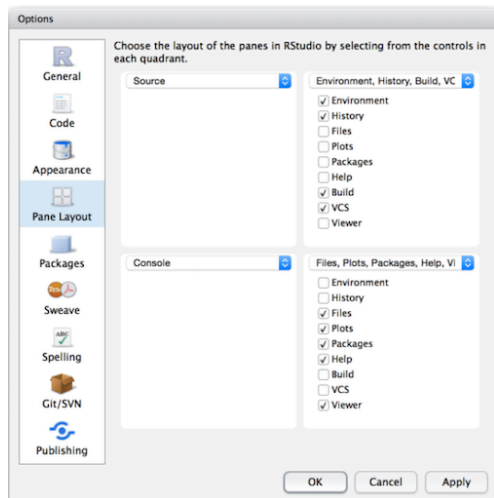 Options
Choose the layout of the panes in RStudio by selecting from the controls in
each quadrant.
R
General
Code
Appearance
Pane Layout
Packages
Sweave
ABC
Spelling
Git/SVN
Publishing
Source
Environment, History, Build, VC
Environment
History
Files
Plots
Packages
Help
Build
VCS
Viewer
Console
Files, Plots, Packages, Help, Vi
Environment
History
Files
Plots
Packages
Help
Build
VCS
Viewer
OK
Cancel
Apply